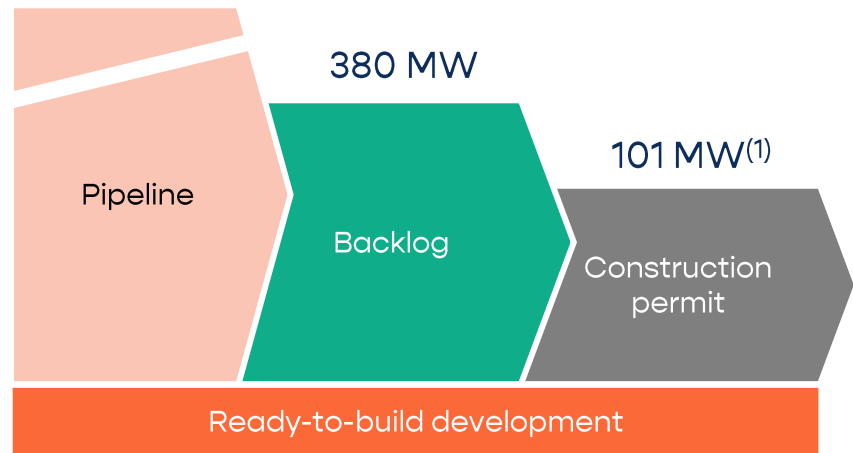 380 MW
101 MW(1)
Pipeline
Backlog
Construction
permit
Ready-to-build development